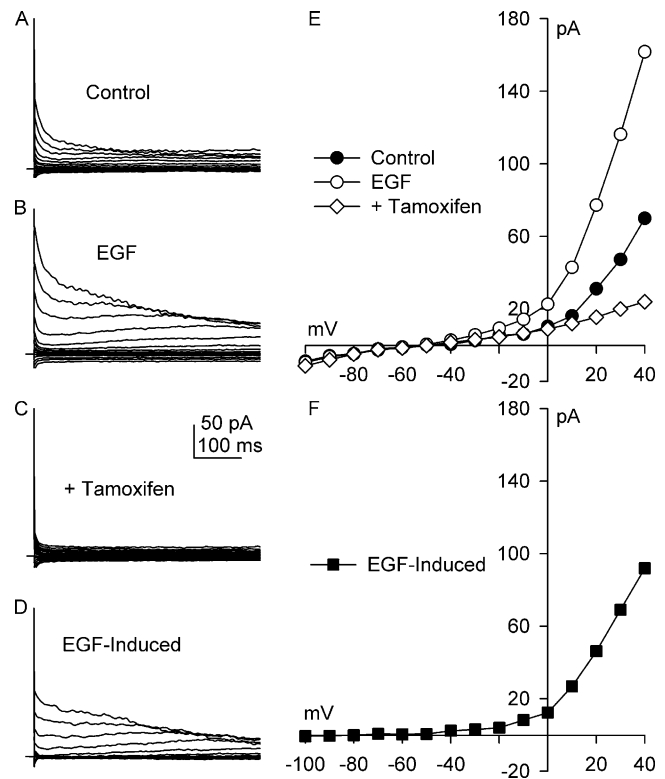 A
Control
B
EGF
C
50 pA
100 ms
+ Tamoxifen
D
EGF-Induced
E
180
pA
140
100
60
20
-20
Control
EGF
+ Tamoxifen
mV
-80
-60
-40
-20
20
40
F
180
pA
140
100
60
20
EGF-Induced
mV
-100
-80
-60
-40
-20
20
40